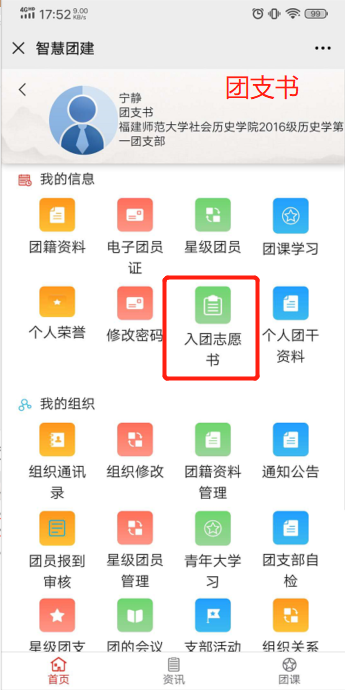 4G HD 17:52 9.00 KB/s 99
智慧团建
团支书
宁静
团支书
福建师范大学社会历史学院2016级历史学第
一团支部
我的信息
团籍资料 电子团员 星级团员 团课学习
证
个人荣誉 修改密码 入团志愿 个人团干
书 资料
我的组织
组织通讯 组织修改 团籍资料 通知公告
录 管理
团员报到 星级团员 青年大学 团支部自
审核 管理 习 检
星级团支 团的会议 支部活动 组织关系
首页 资讯 团课